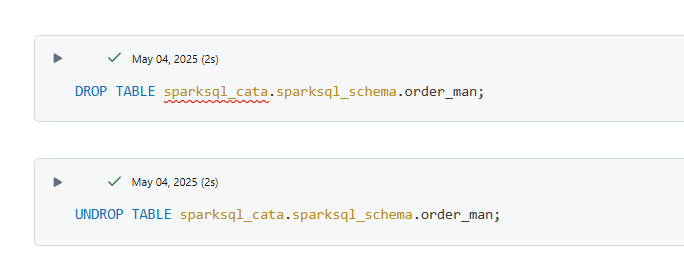 May 04, 2025 (2s)
DROP TABLE sparksql_cata.sparksql_schema.order_man;
May 04, 2025 (2s)
UNDROP TABLE sparksql_cata.sparksql_schema.order_man;